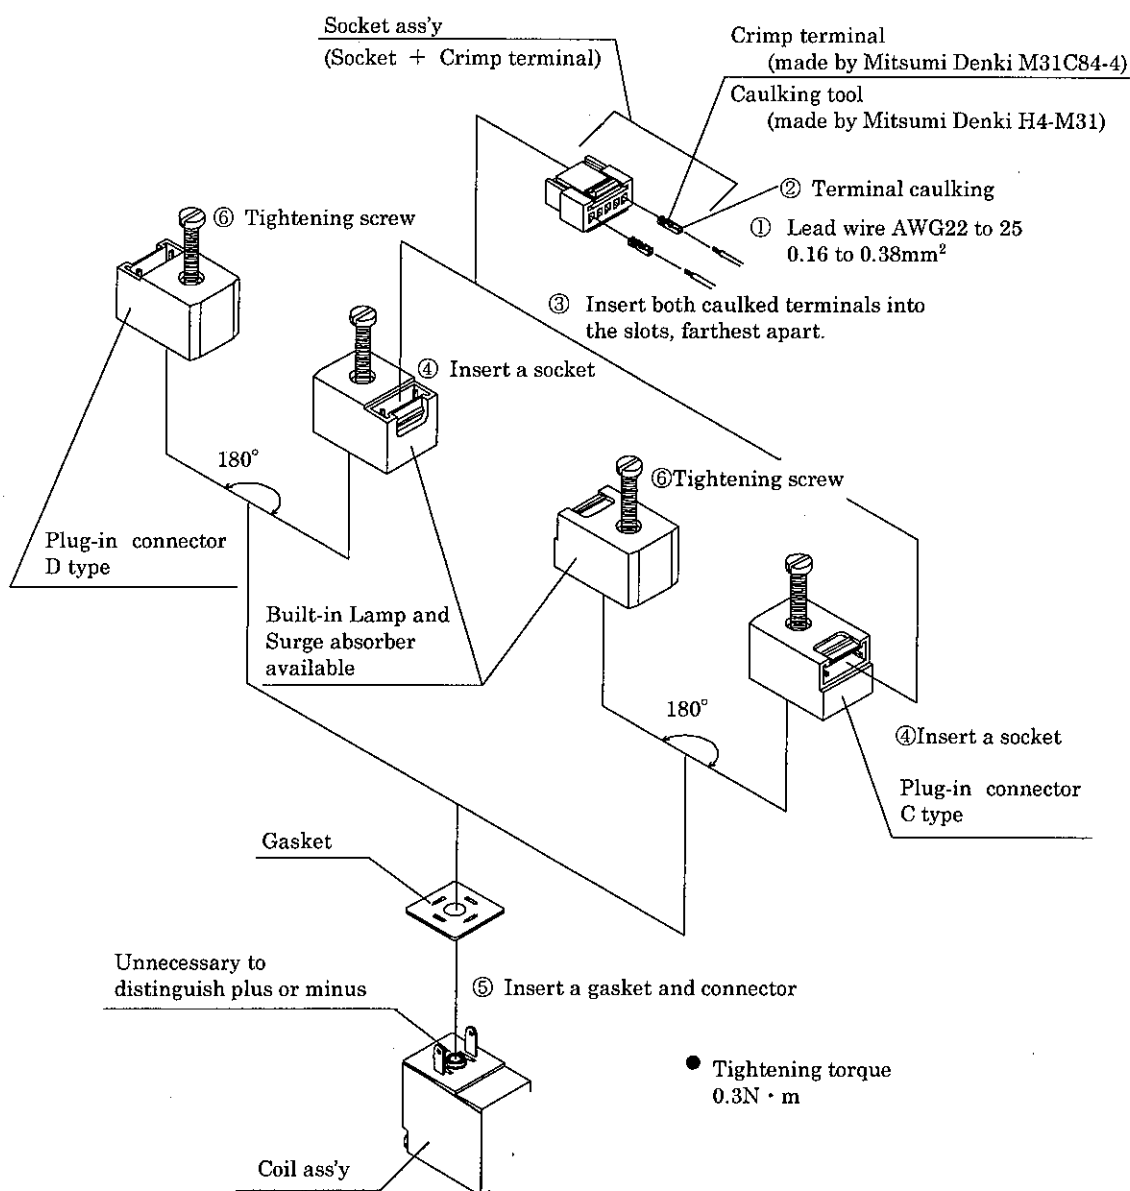 Socket ass'y
(Socket + Crimp terminal)
Crimp terminal
(made by Mitsumi Denki M31C84-4)
Caulking tool
(made by Mitsumi Denki H4-M31)
② Terminal caulking
① Lead wire AWG22 to 25
0.16 to 0.38mm²
③ Insert both caulked terminals into
the slots, farthest apart.
⑥ Tightening screw
④ Insert a socket
180°
⑥Tightening screw
Plug-in connector
D type
Built-in Lamp and
Surge absorber
available
180°
④Insert a socket
Plug-in connector
C type
Gasket
Unnecessary to
distinguish plus or minus
⑤ Insert a gasket and connector
● Tightening torque
0.3N・m
Coil ass'y